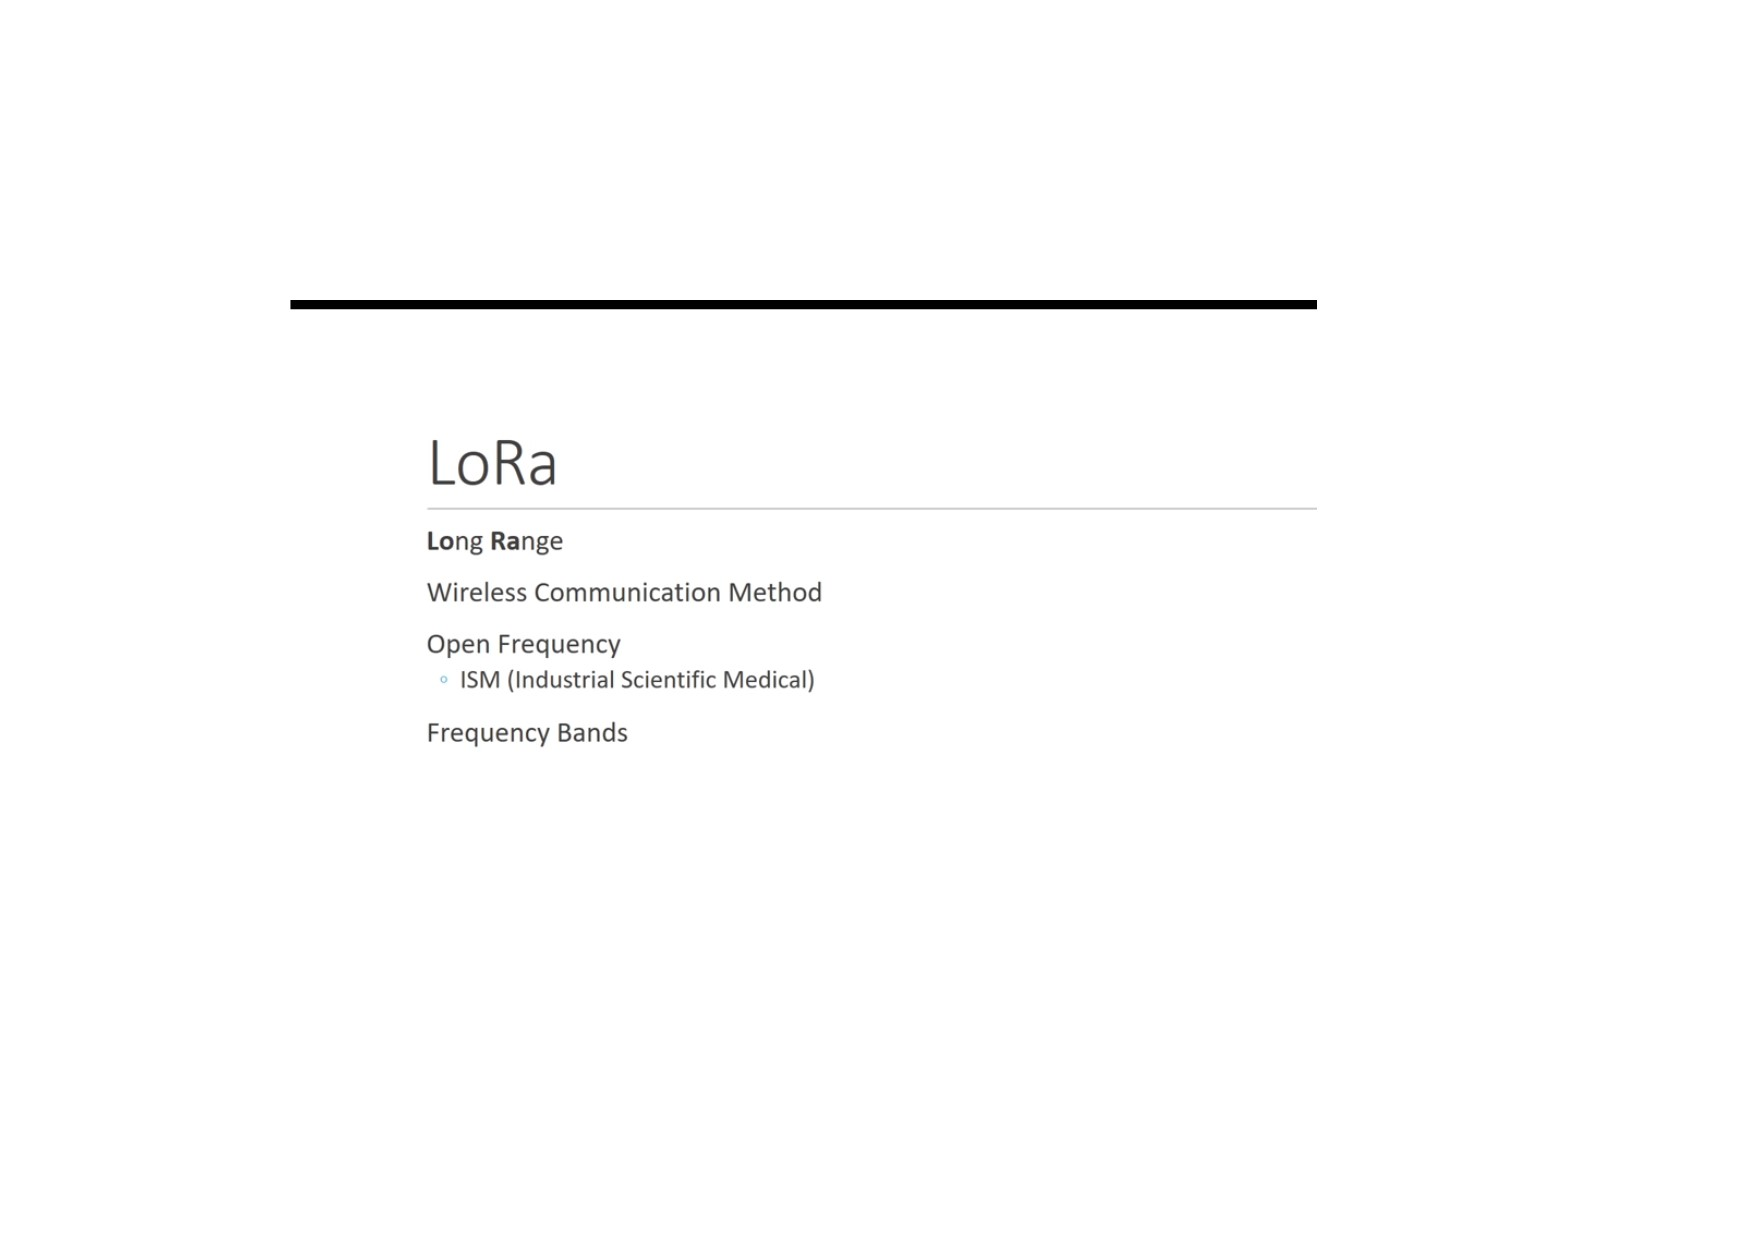 LoRa
Long Range
Wireless Communication Method
Open Frequency
◦ ISM (Industrial Scientific Medical)
Frequency Bands